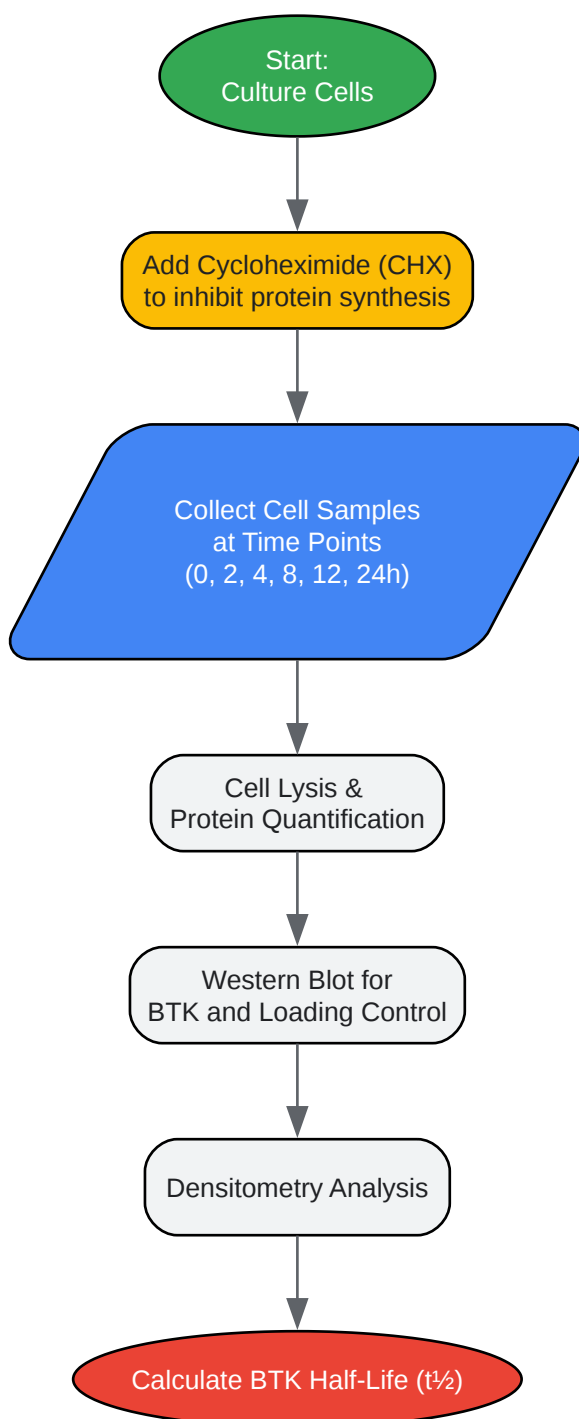 Start:
Culture Cells
Add Cycloheximide (CHX)
to inhibit protein synthesis
Collect Cell Samples
at Time Points
(0, 2, 4, 8, 12, 24h)
Cell Lysis &
Protein Quantification
Western Blot for
BTK and Loading Control
Densitometry Analysis
Calculate BTK Half-Life (t½)